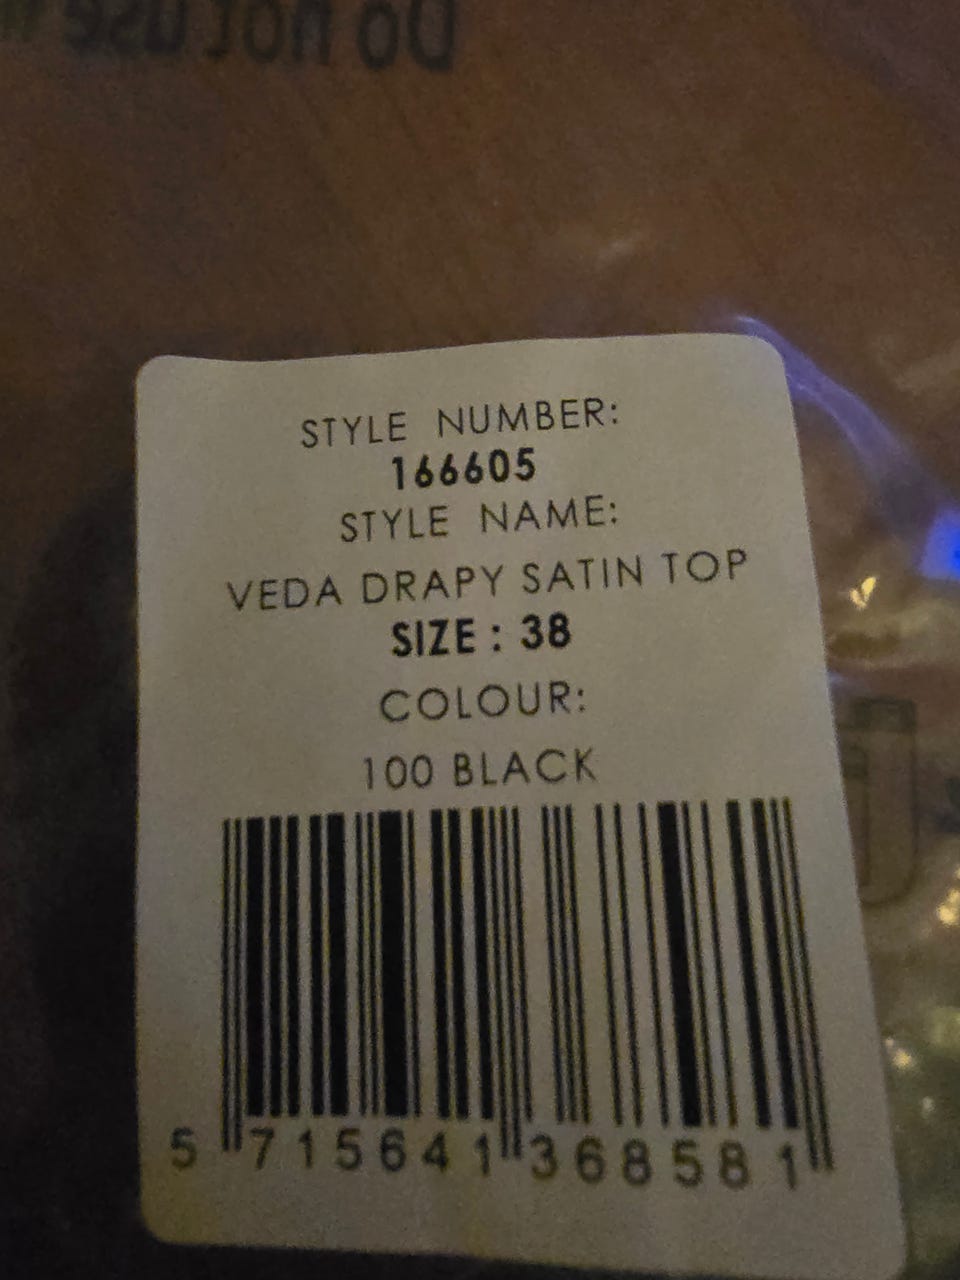 Do not use
STYLE NUMBER:
166605
STYLE NAME:
VEDA DRAPY SATIN TOP
SIZE : 38
COLOUR:
100 BLACK
5 715641 368581